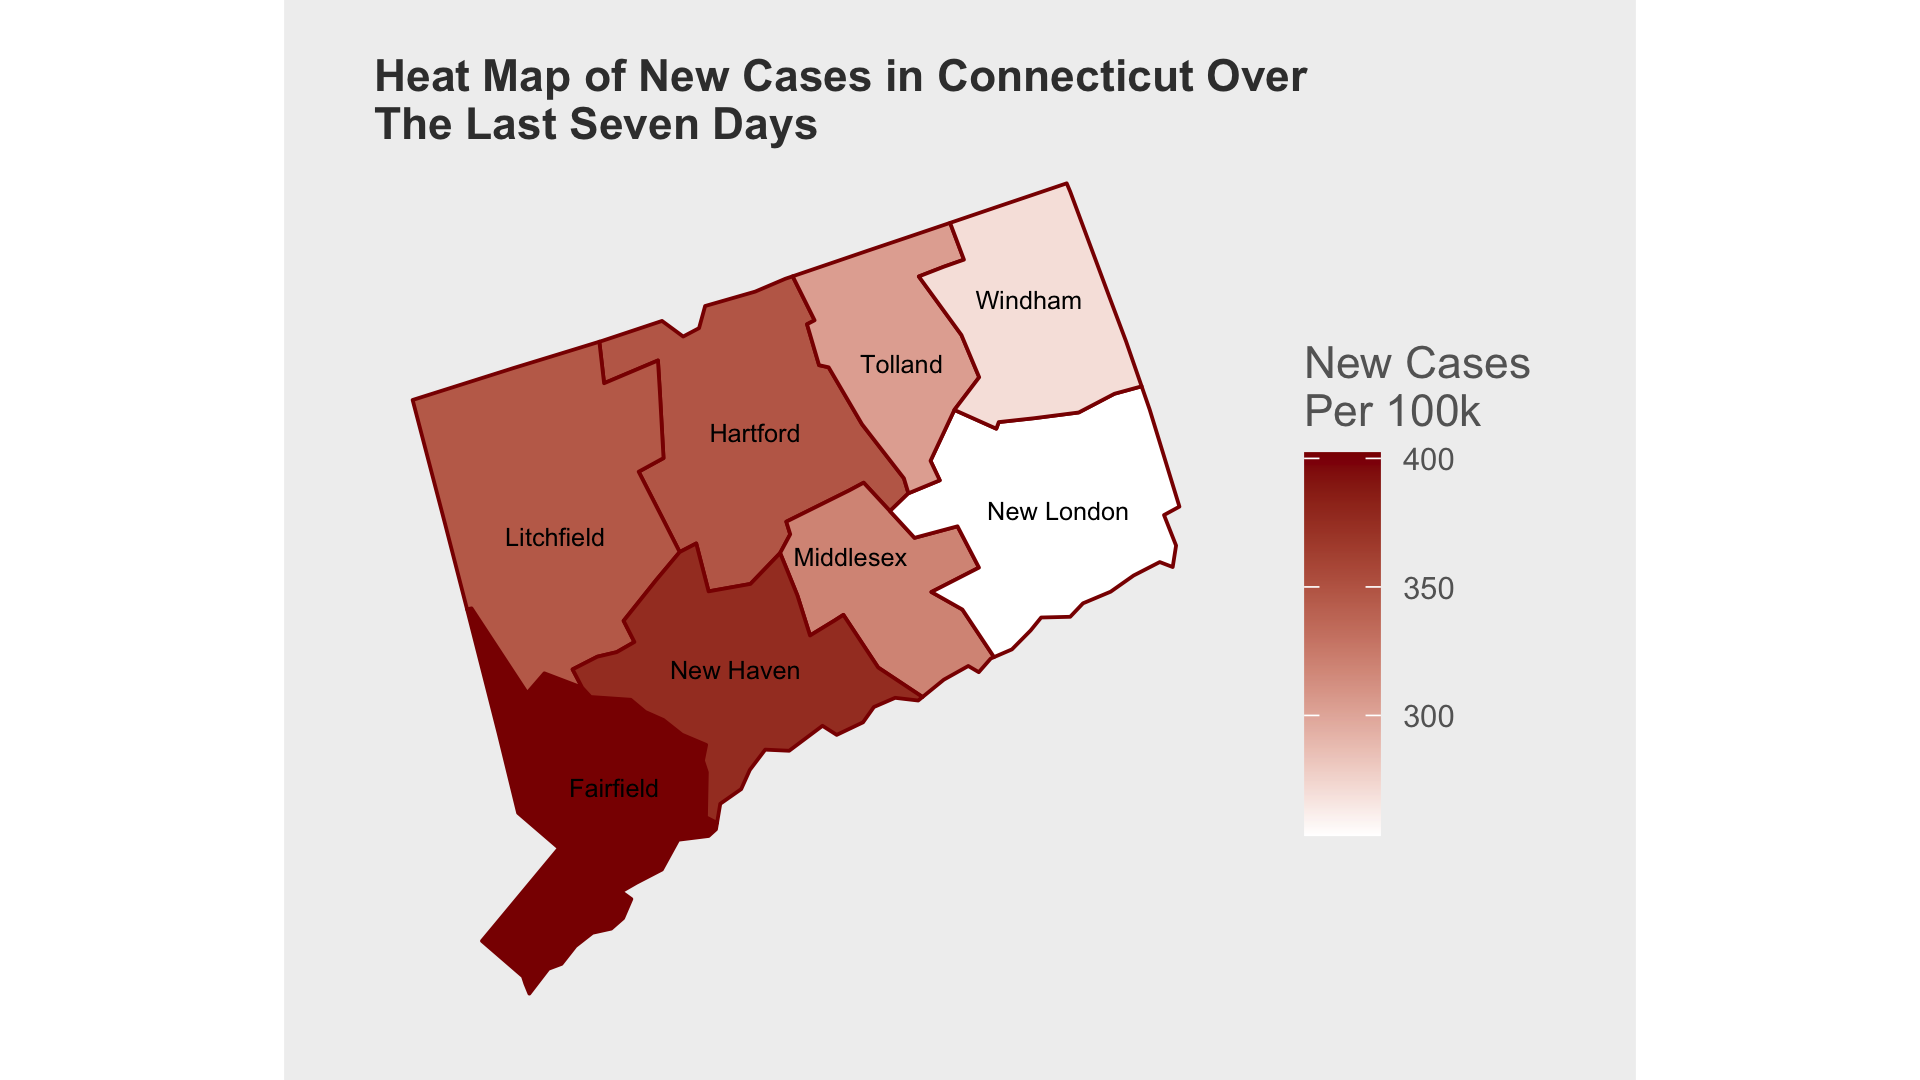 Heat Map of New Cases in Connecticut Over
The Last Seven Days
Windham
Tolland
Hartford
New London
Litchfield
Middlesex
New Haven
Fairfield
New Cases
Per 100k
400
350
300